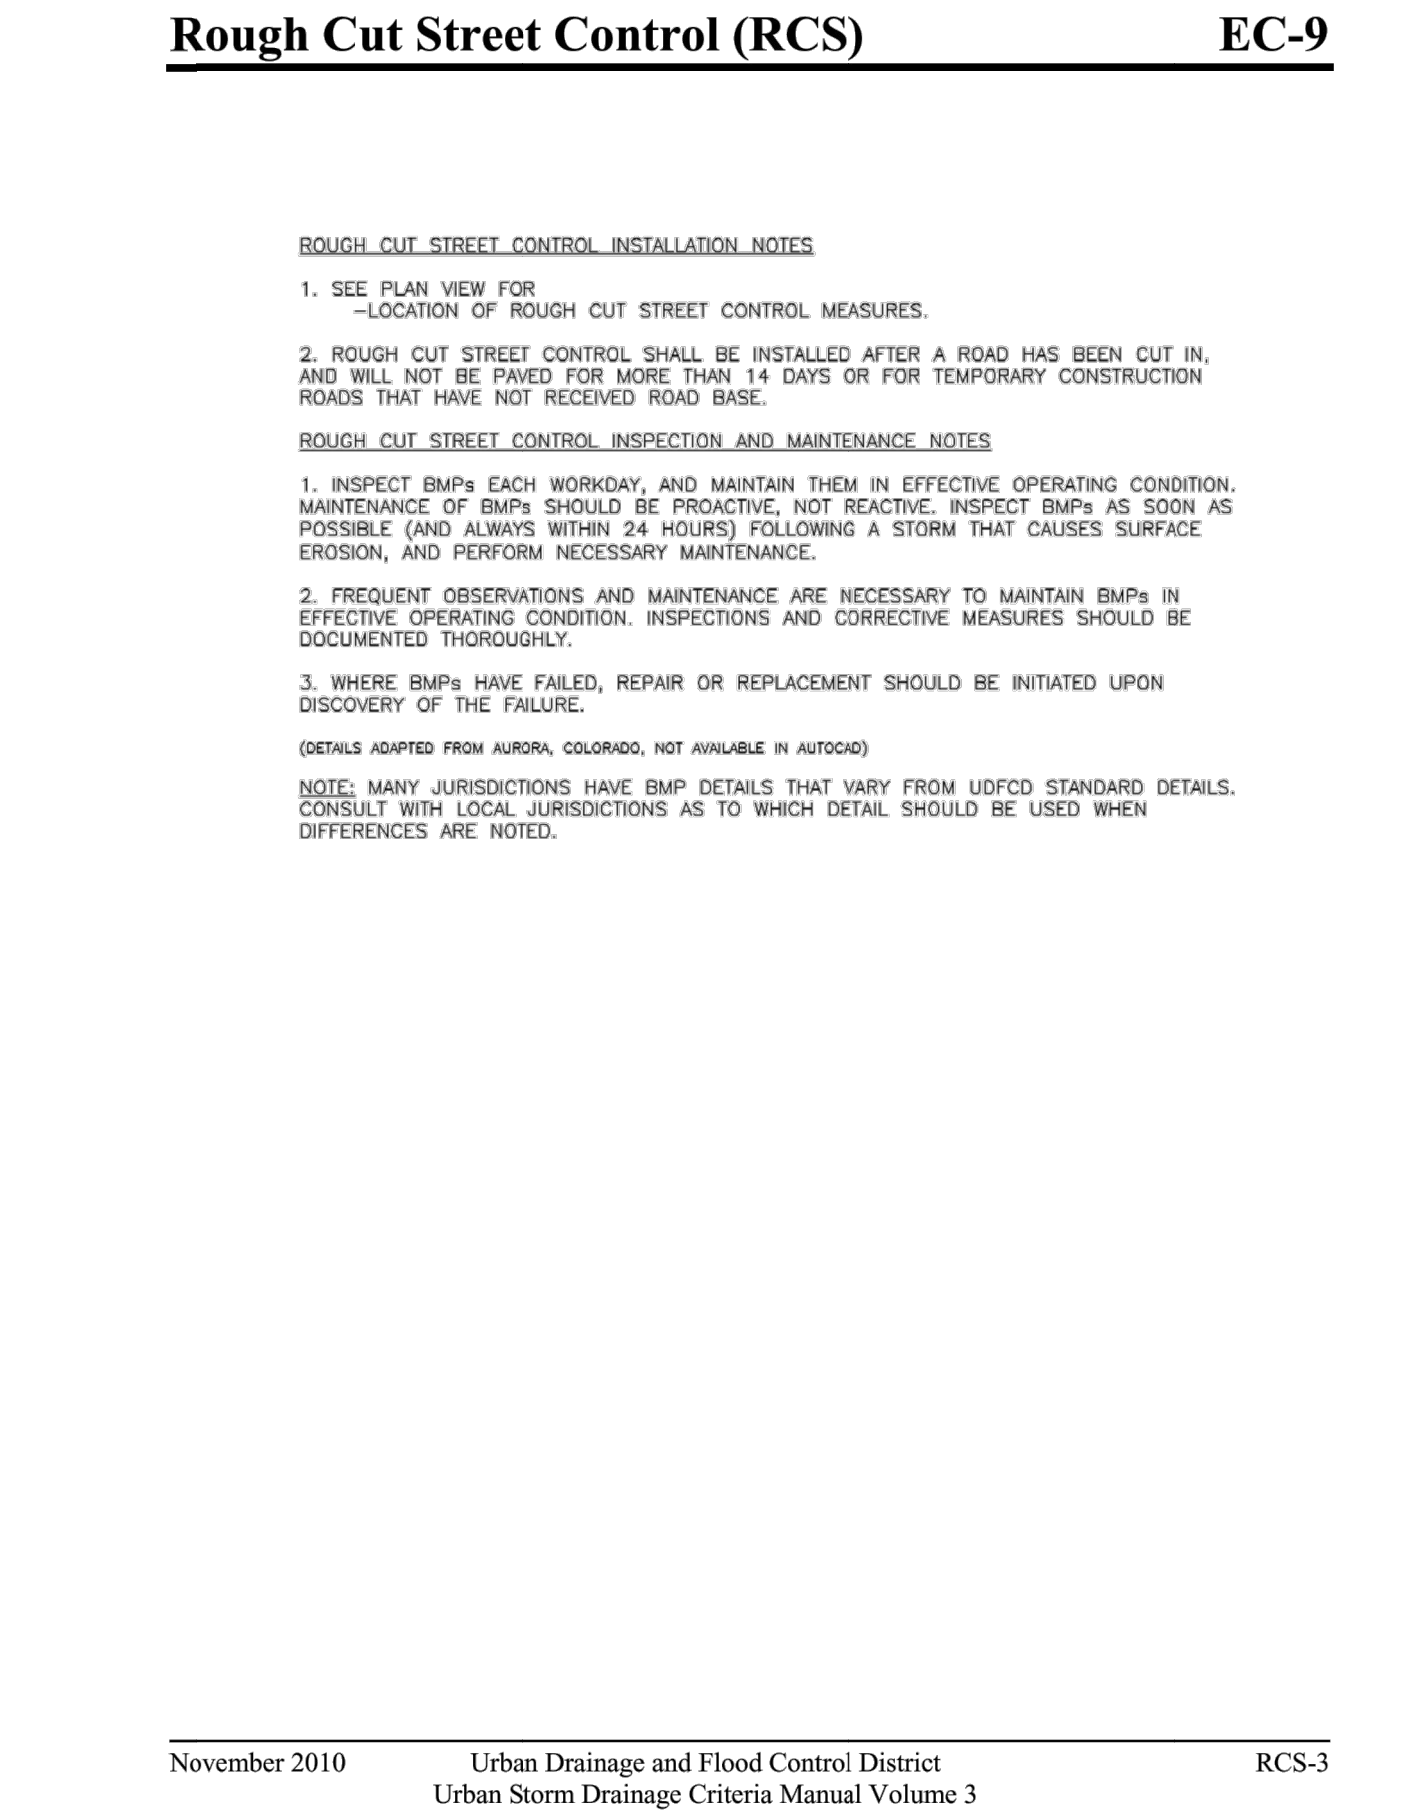 Rough Cut Street Control (RCS) EC-9
ROUGH CUT STREET CONTROL INSTALLATION NOTES
1. SEE PLAN VIEW FOR
-LOCATION OF ROUGH CUT STREET CONTROL MEASURES.
2. ROUGH CUT STREET CONTROL SHALL BE INSTALLED AFTER A ROAD HAS BEEN CUT IN,
AND WILL NOT BE PAVED FOR MORE THAN 14 DAYS OR FOR TEMPORARY CONSTRUCTION
ROADS THAT HAVE NOT RECEIVED ROAD BASE.
ROUGH CUT STREET CONTROL INSPECTION AND MAINTENANCE NOTES
1. INSPECT BMPs EACH WORKDAY, AND MAINTAIN THEM IN EFFECTIVE OPERATING CONDITION.
MAINTENANCE OF BMPs SHOULD BE PROACTIVE, NOT REACTIVE. INSPECT BMPs AS SOON AS
POSSIBLE (AND ALWAYS WITHIN 24 HOURS) FOLLOWING A STORM THAT CAUSES SURFACE
EROSION, AND PERFORM NECESSARY MAINTENANCE.
2. FREQUENT OBSERVATIONS AND MAINTENANCE ARE NECESSARY TO MAINTAIN BMPs IN
EFFECTIVE OPERATING CONDITION. INSPECTIONS AND CORRECTIVE MEASURES SHOULD BE
DOCUMENTED THOROUGHLY.
3. WHERE BMPs HAVE FAILED, REPAIR OR REPLACEMENT SHOULD BE INITIATED UPON
DISCOVERY OF THE FAILURE.
(DETAILS ADAPTED FROM AURORA, COLORADO, NOT AVAILABLE IN AUTOCAD)
NOTE: MANY JURISDICTIONS HAVE BMP DETAILS THAT VARY FROM UDFCD STANDARD DETAILS.
CONSULT WITH LOCAL JURISDICTIONS AS TO WHICH DETAIL SHOULD BE USED WHEN
DIFFERENCES ARE NOTED.
November 2010 Urban Drainage and Flood Control District RCS-3
Urban Storm Drainage Criteria Manual Volume 3